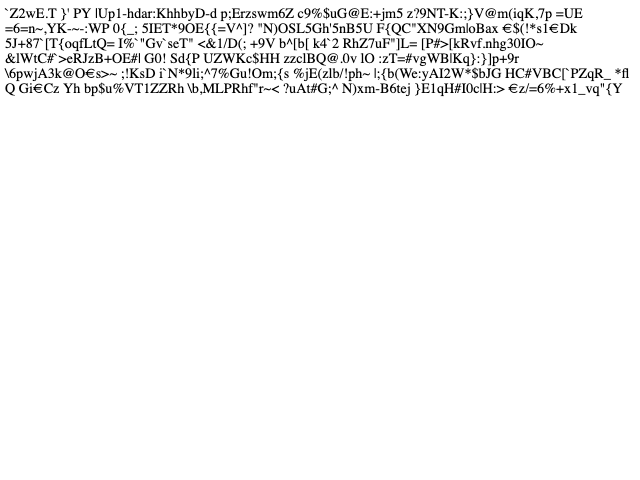 `Z2wE.T }' PY |Up1-hdar:KhhbyD-d p;Erzswm6Z c9%$uG@E:+jm5 z?9NT-K:;}V@m(iqK,7p =UE
=6=n~,YK-~-:WP 0{_; 5IET*9OE{{=V^]? "N)OSL5Gh'5nB5U F{QC"XN9Gm|oBax €$(!*s1€Dk
5J+87`[T{oqfLtQ= I%`"Gv`seT" <&1/D(; +9V b^[b[ k4`2 RhZ7uF"]L= [P#>[kRvf.nhg30IO~
&lWtC#`>eRJzB+OE#| G0! Sd{P UZWKc$HH zzclBQ@.0v lO :zT=#vgWB|Kq}:}]p+9r
\6pwjA3k@O€s>~ ;!KsD i`N*9li;^7%Gu!Om;{s %jE(zlb/!ph~ |;{b(We:yAI2W*$bJG HC#VBC[`PZqR_ *fl
Q Gi€Cz Yh bp$u%VT1ZZRh \b,MLPRhf"r~< ?uAt#G;^ N)xm-B6tej }E1qH#I0c|H:> €z/=6%+x1_vq"{Y